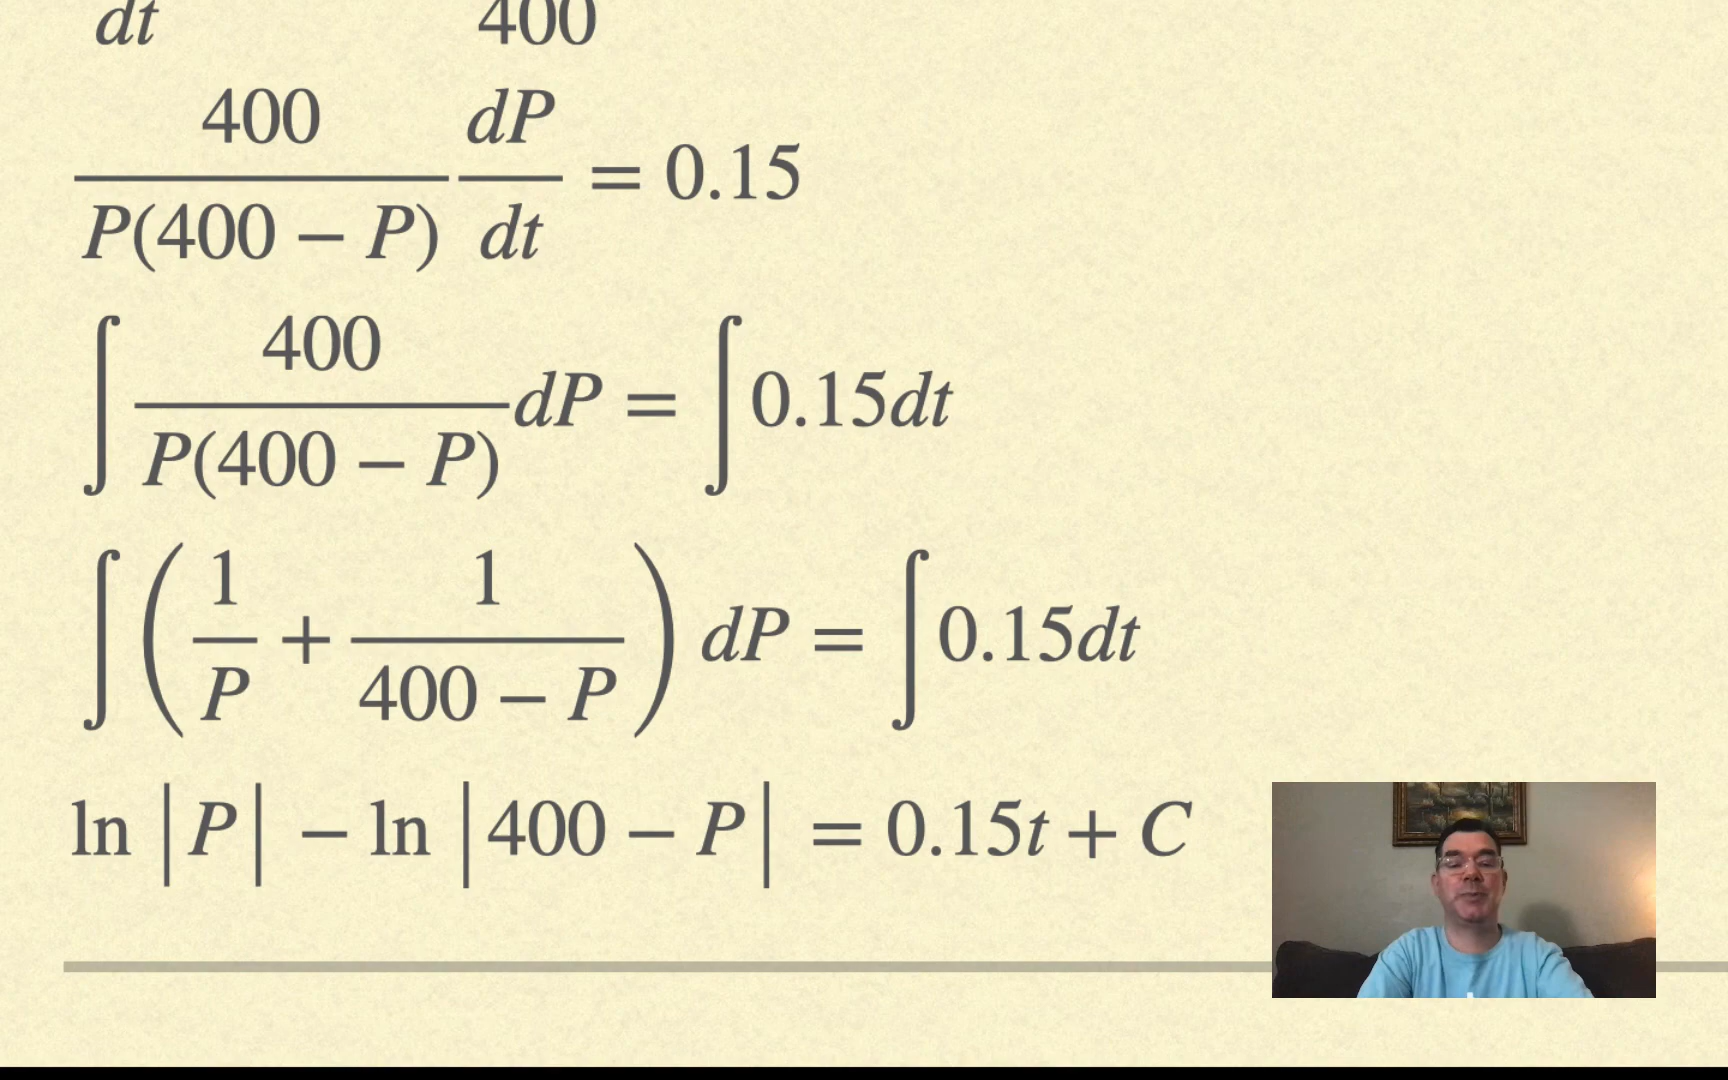 dt 400
400/(P(400 − P)) dP/dt = 0.15
∫ 400/(P(400 − P)) dP = ∫ 0.15dt
∫ (1/P + 1/(400 − P)) dP = ∫ 0.15dt
ln |P| − ln |400 − P| = 0.15t + C